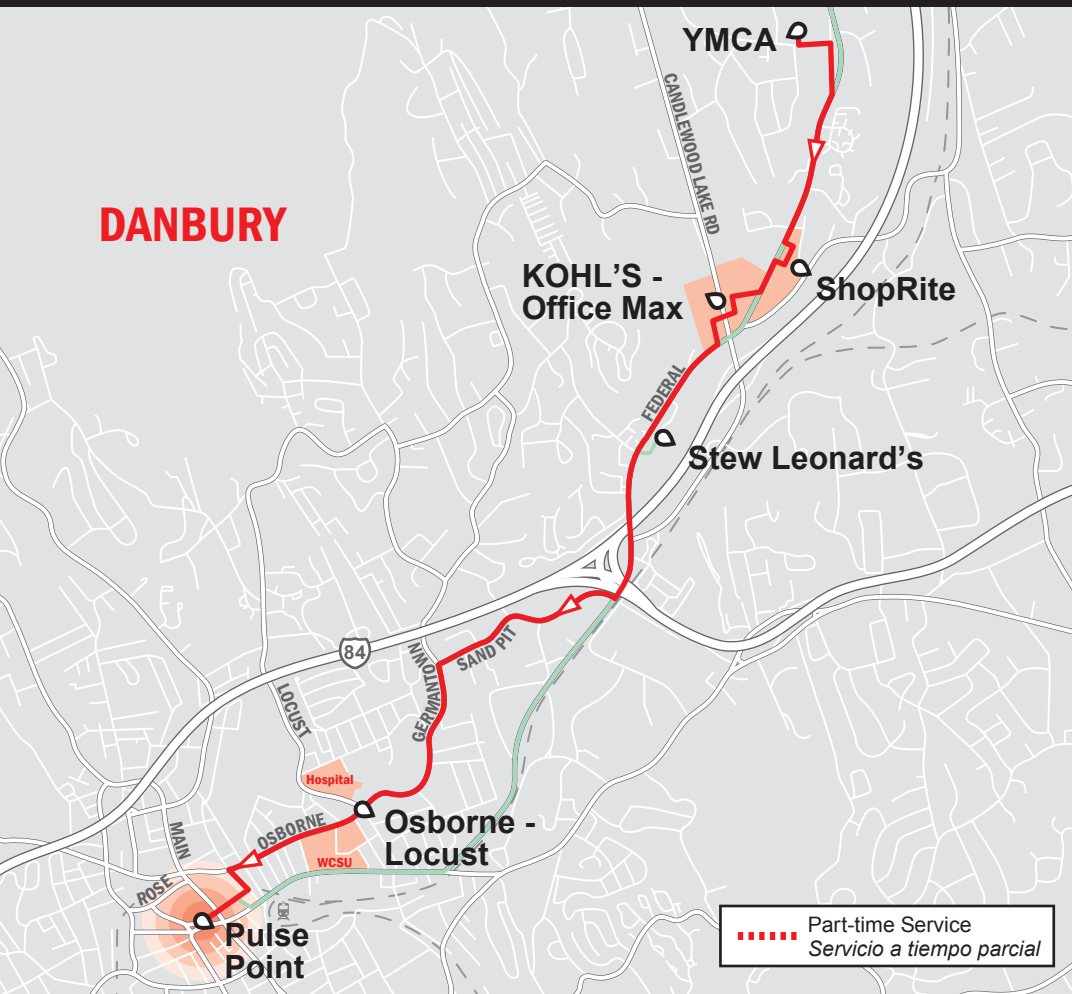 YMCA
CANDLEWOOD LAKE RD
DANBURY
KOHL'S -
Office Max
ShopRite
FEDERAL
Stew Leonard's
84
SAND PIT
GERMANTOWN
LOCUST
Hospital
Osborne -
Locust
OSBORNE
MAIN
WCSU
ROSE
Pulse
Point
Part-time Service
Servicio a tiempo parcial